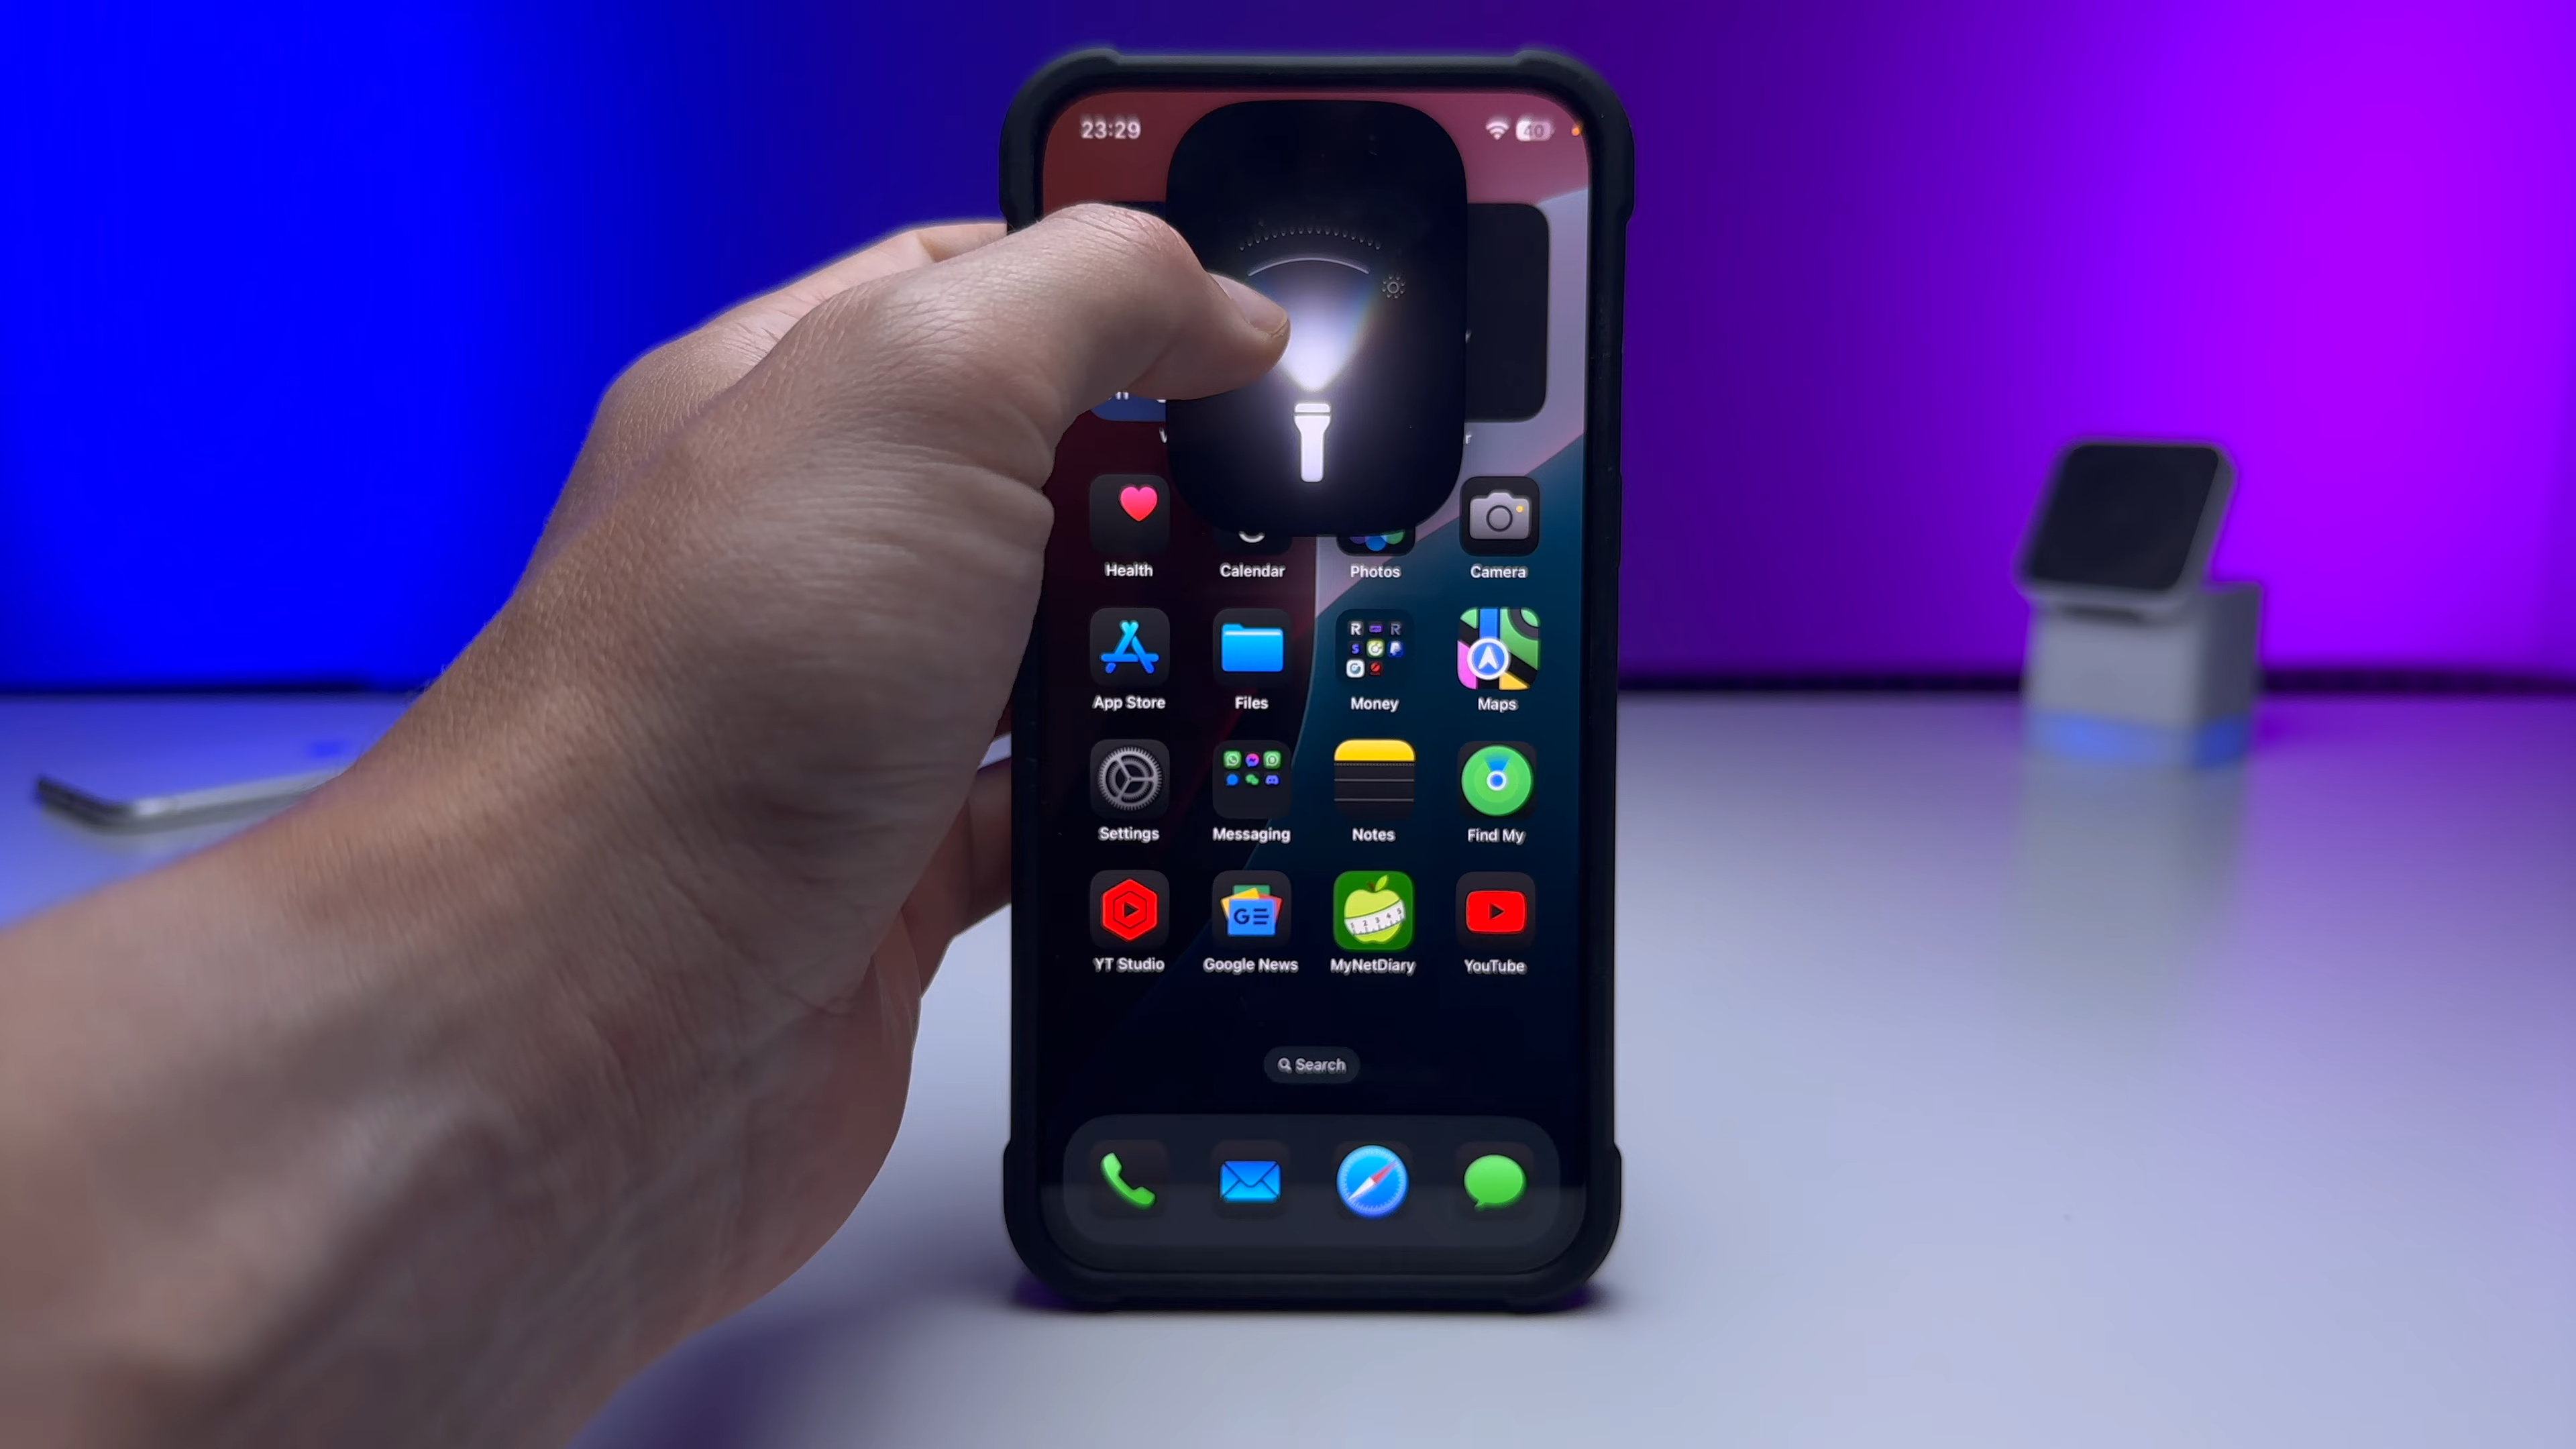 23:29
40
Health
Calendar
Photos
Camera
App Store
Files
Money
Maps
Settings
Messaging
Notes
Find My
YT Studio
Google News
MyNetDiary
YouTube
Search